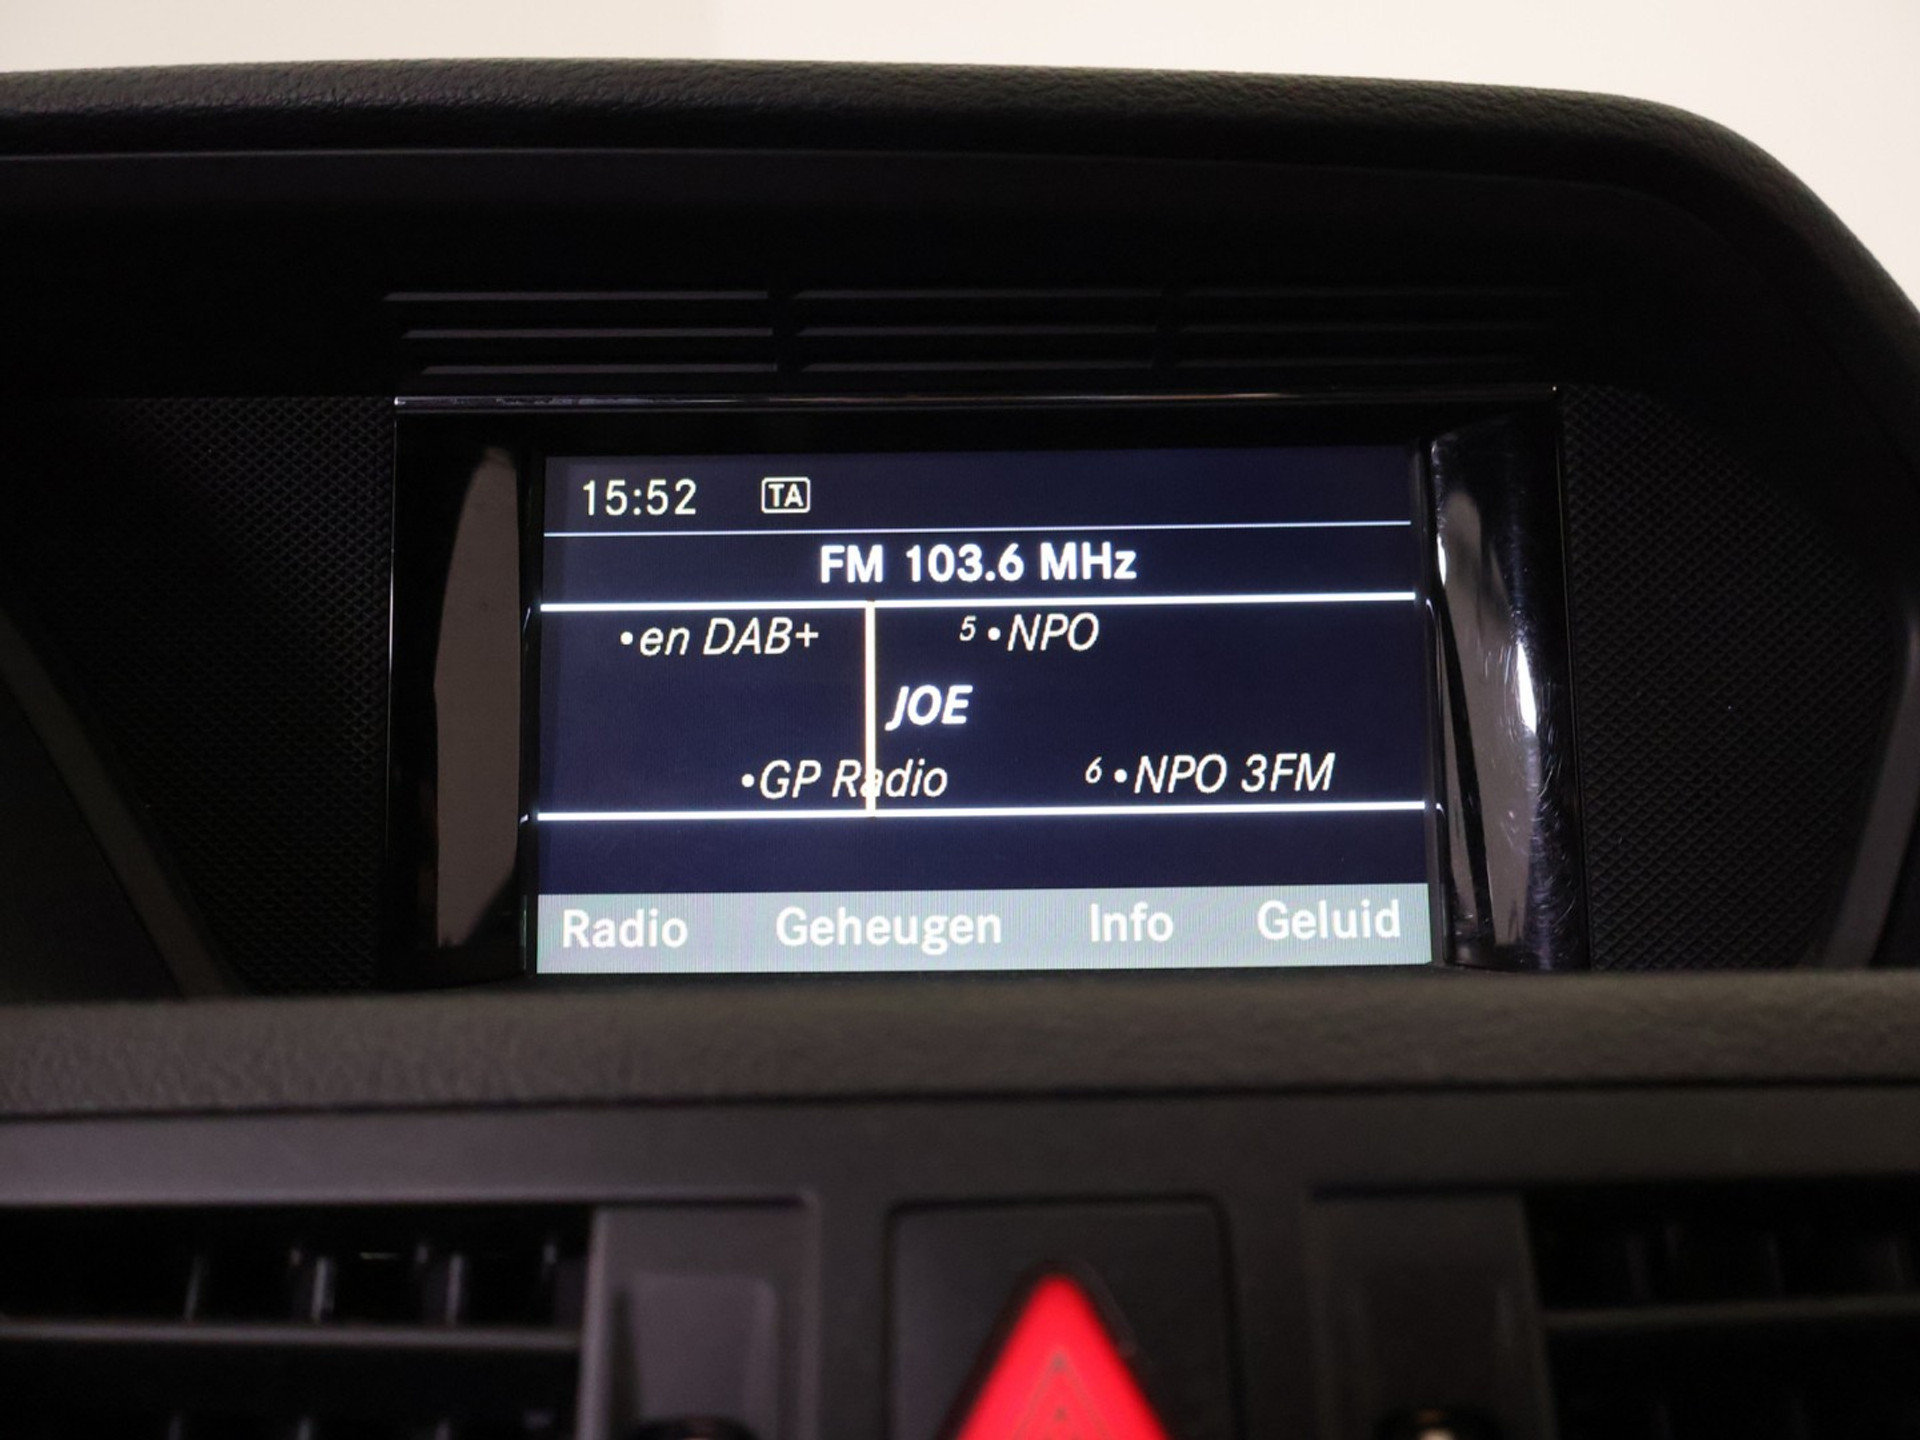 15:52 TA
FM 103.6 MHz
•en DAB+ 5 •NPO
JOE
•GP Radio 6 •NPO 3FM
Radio Geheugen Info Geluid